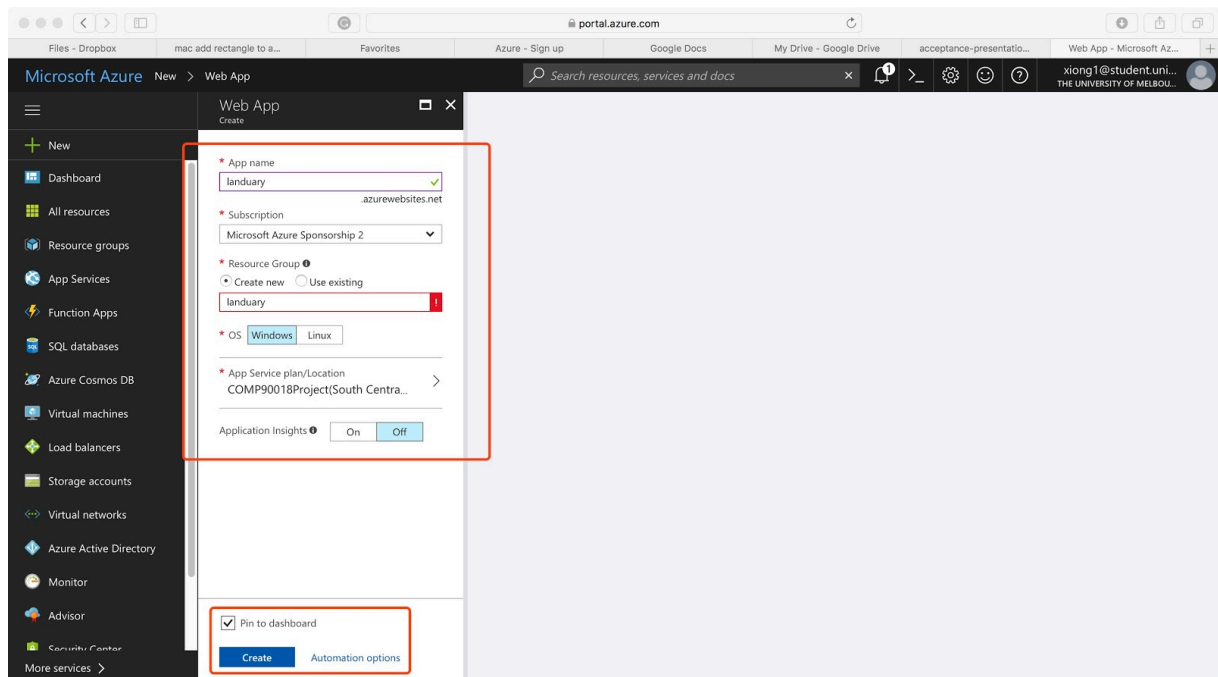 portal.azure.com
Files - Dropbox mac add rectangle to a... Favorites Azure - Sign up Google Docs My Drive - Google Drive acceptance-presentatio... Web App - Microsoft Az...
Microsoft Azure New > Web App Search resources, services and docs 1 xiong1@student.uni...
THE UNIVERSITY OF MELBOU...
Web App
Create
New
Dashboard
All resources
Resource groups
App Services
Function Apps
SQL databases
Azure Cosmos DB
Virtual machines
Load balancers
Storage accounts
Virtual networks
Azure Active Directory
Monitor
Advisor
Security Center
More services >
* App name
landuary
.azurewebsites.net
* Subscription
Microsoft Azure Sponsorship 2
* Resource Group
Create new Use existing
landuary
* OS Windows Linux
* App Service plan/Location
COMP90018Project(South Centra...
Application Insights On Off
Pin to dashboard
Create Automation options